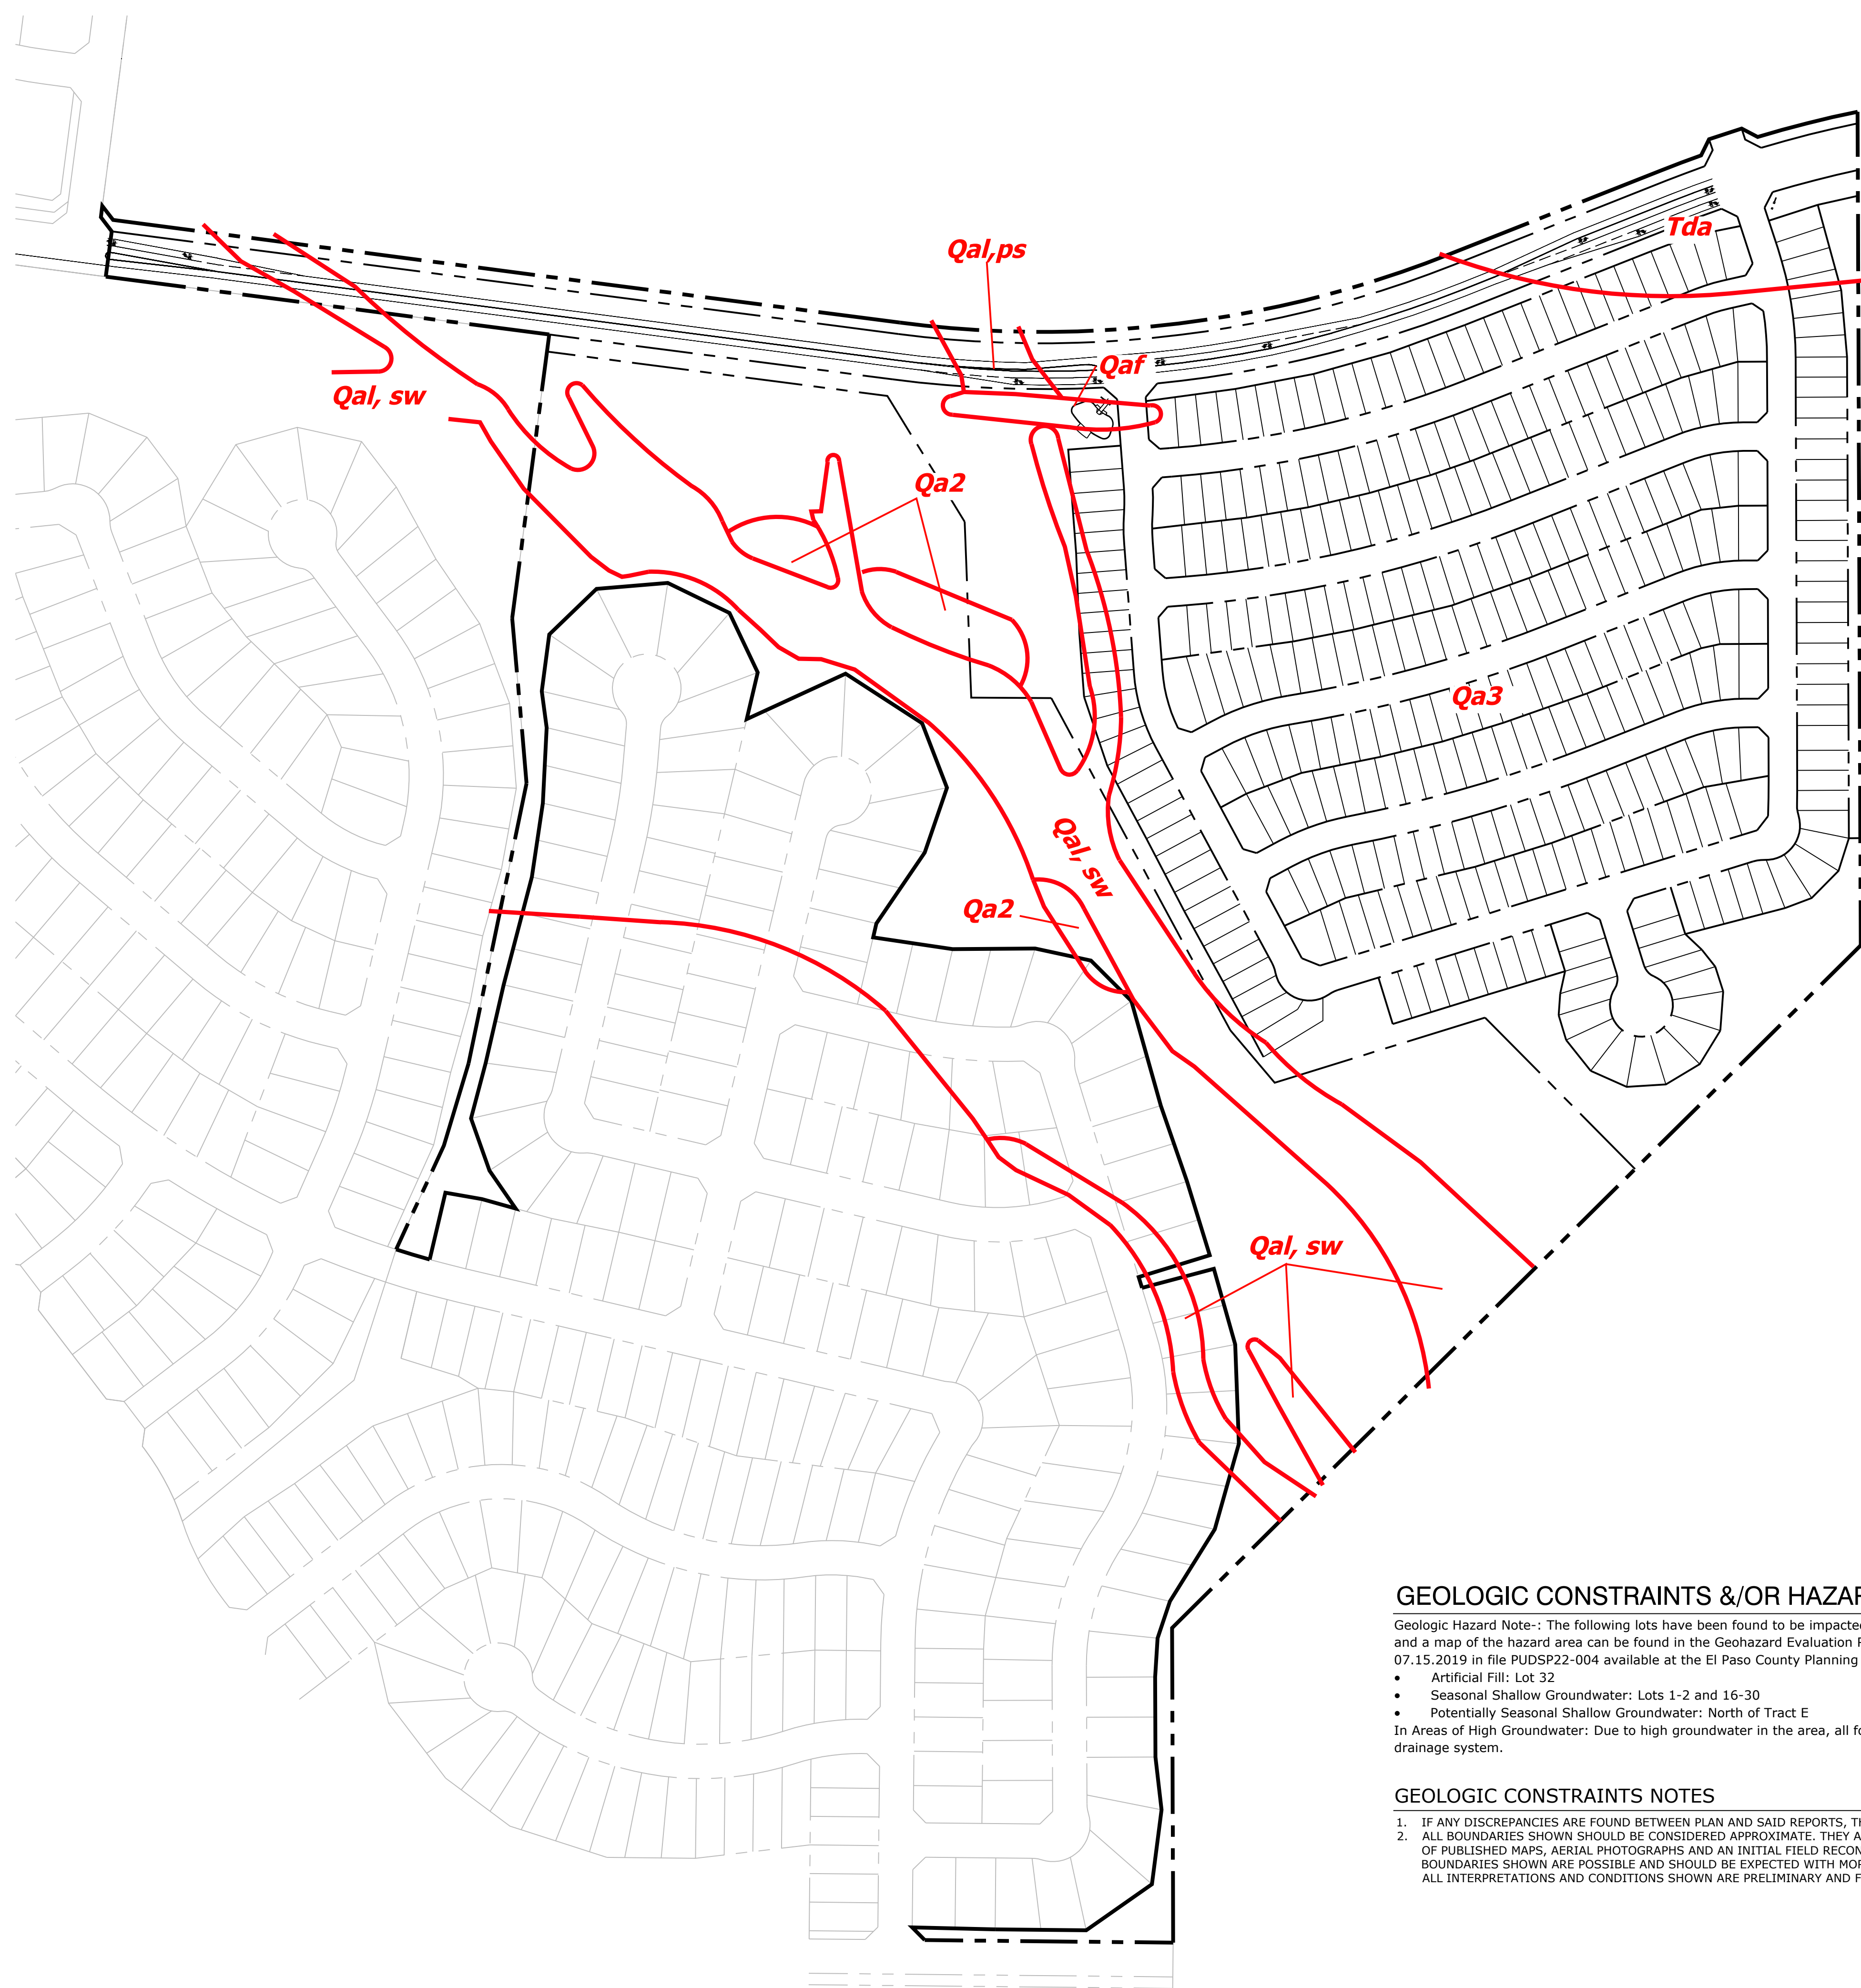 Tda
Qal,ps
Qaf
Qal, sw
Qa2
Qa3
Qal, sw
Qa2
Qal, sw
GEOLOGIC CONSTRAINTS &/OR HAZAR
Geologic Hazard Note-: The following lots have been found to be impacted
and a map of the hazard area can be found in the Geohazard Evaluation
07.15.2019 in file PUDSP22-004 available at the El Paso County Planning
• Artificial Fill: Lot 32
• Seasonal Shallow Groundwater: Lots 1-2 and 16-30
• Potentially Seasonal Shallow Groundwater: North of Tract E
In Areas of High Groundwater: Due to high groundwater in the area, all
drainage system.
GEOLOGIC CONSTRAINTS NOTES
1. IF ANY DISCREPANCIES ARE FOUND BETWEEN PLAN AND SAID REPORTS,
2. ALL BOUNDARIES SHOWN SHOULD BE CONSIDERED APPROXIMATE. THEY
OF PUBLISHED MAPS, AERIAL PHOTOGRAPHS AND AN INITIAL FIELD RECON
BOUNDARIES SHOWN ARE POSSIBLE AND SHOULD BE EXPECTED WITH
ALL INTERPRETATIONS AND CONDITIONS SHOWN ARE PRELIMINARY AND